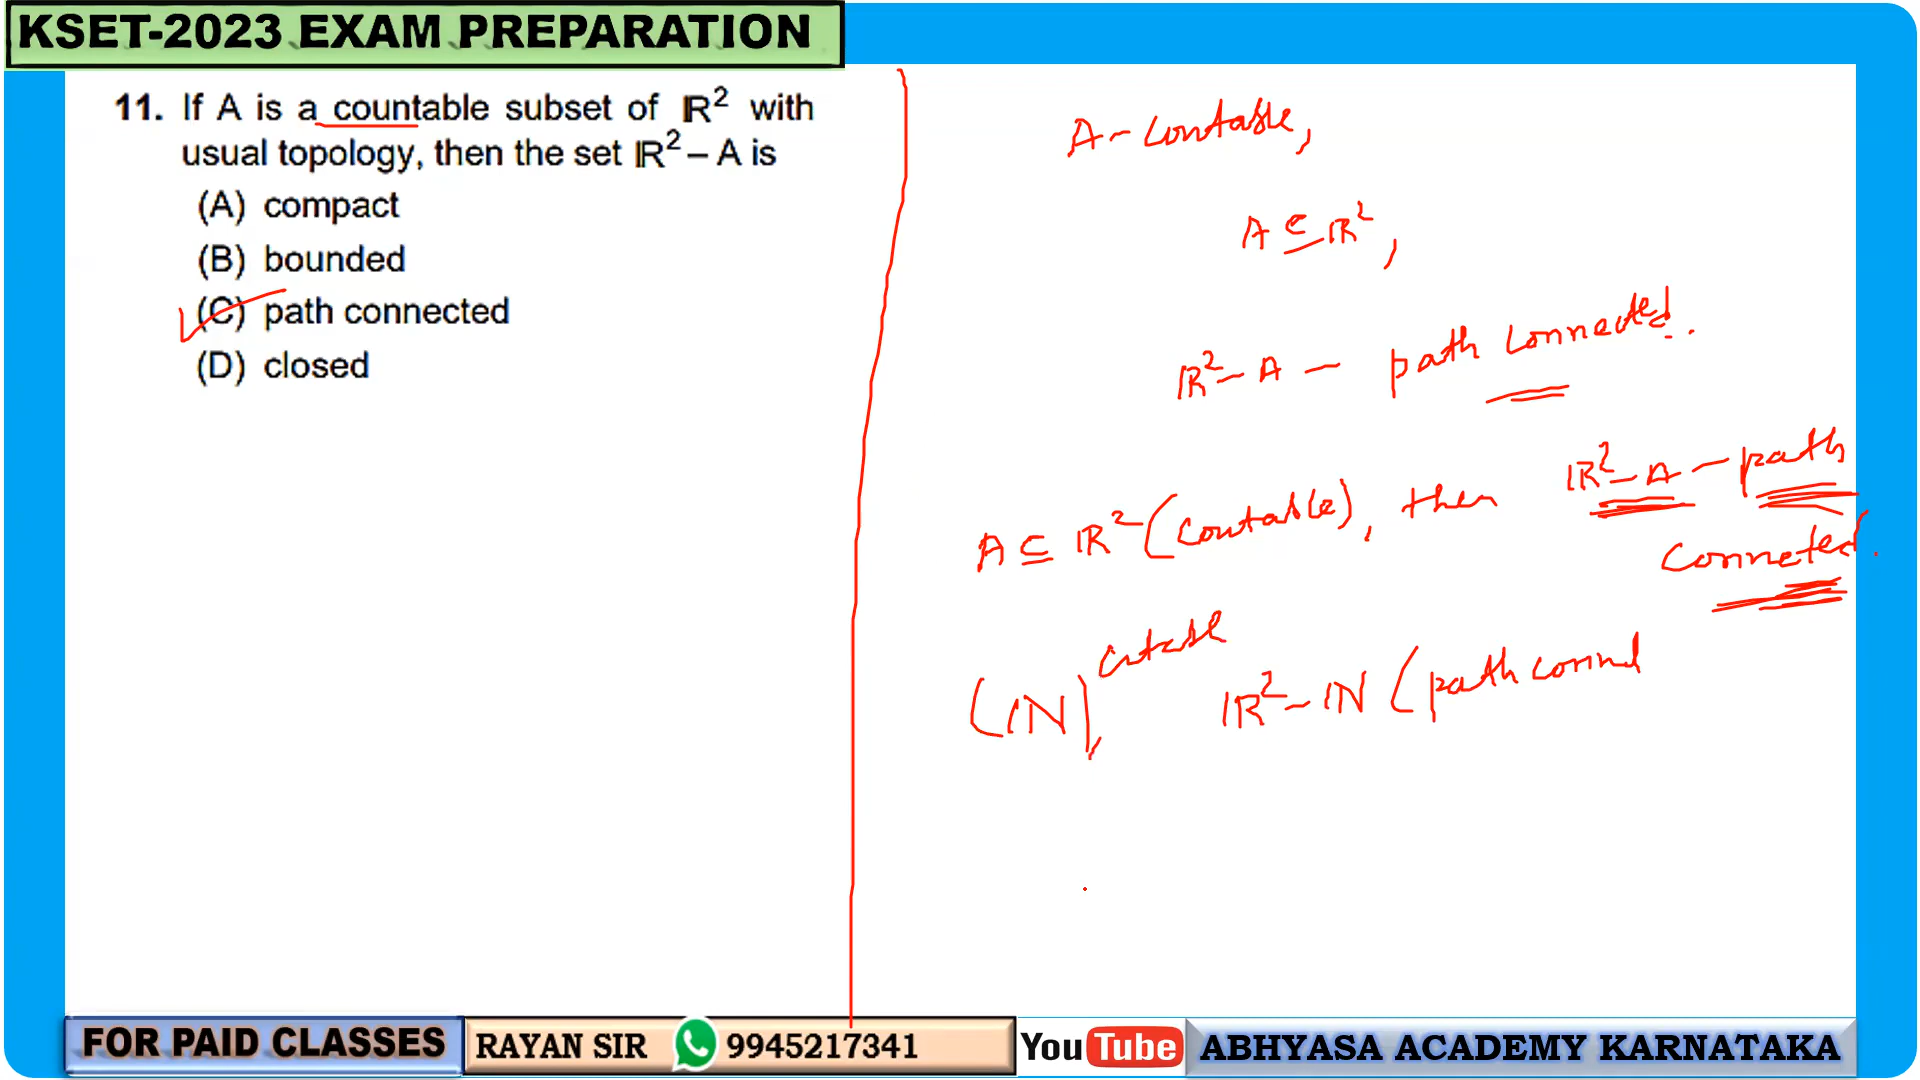 KSET-2023 EXAM PREPARATION
11. If A is a countable subset of ℝ² with
usual topology, then the set ℝ² – A is
(A) compact
(B) bounded
(C) path connected
(D) closed
A - countable,
A ⊆ ℝ²,
ℝ² - A - path connected.
A ⊆ ℝ² (Countable), then ℝ² - A - path
Connected.
(ℕ),
ℝ² - ℕ (path conn
FOR PAID CLASSES
RAYAN SIR 9945217341
YouTube ABHYASA ACADEMY KARNATAKA